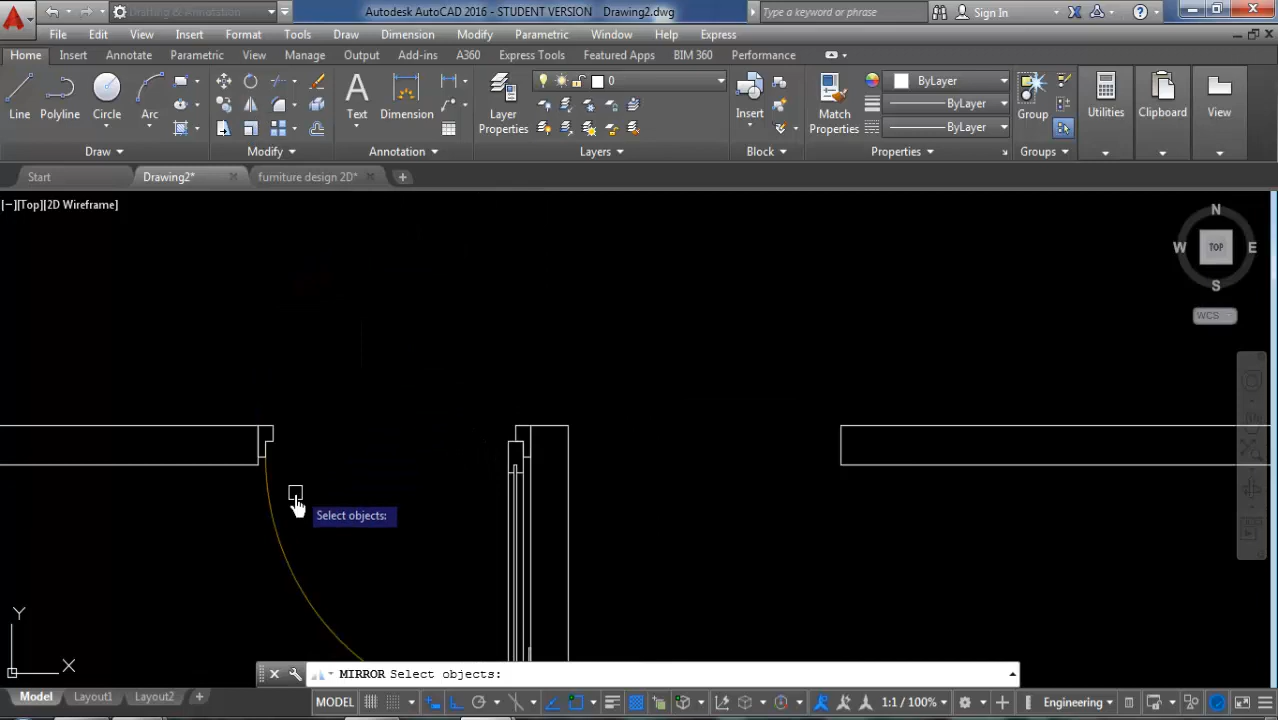 Drafting & Annotation
Autodesk AutoCAD 2016 - STUDENT VERSION Drawing2.dwg
Type a keyword or phrase
Sign In
File Edit View Insert Format Tools Draw Dimension Modify Parametric Window Help Express
Home Insert Annotate Parametric View Manage Output Add-ins A360 Express Tools Featured Apps BIM 360 Performance
0
ByLayer
ByLayer
ByLayer
Line Polyline Circle Arc
Text Dimension
Layer
Properties
Insert
Match
Properties
Group
Utilities
Clipboard
View
Draw Modify Annotation Layers Block Properties Groups
Start Drawing2* furniture design 2D*
[−][Top][2D Wireframe]
N
W TOP E
S
WCS
Select objects:
Y
X
MIRROR Select objects:
Model Layout1 Layout2
MODEL
1:1 / 100%
Engineering